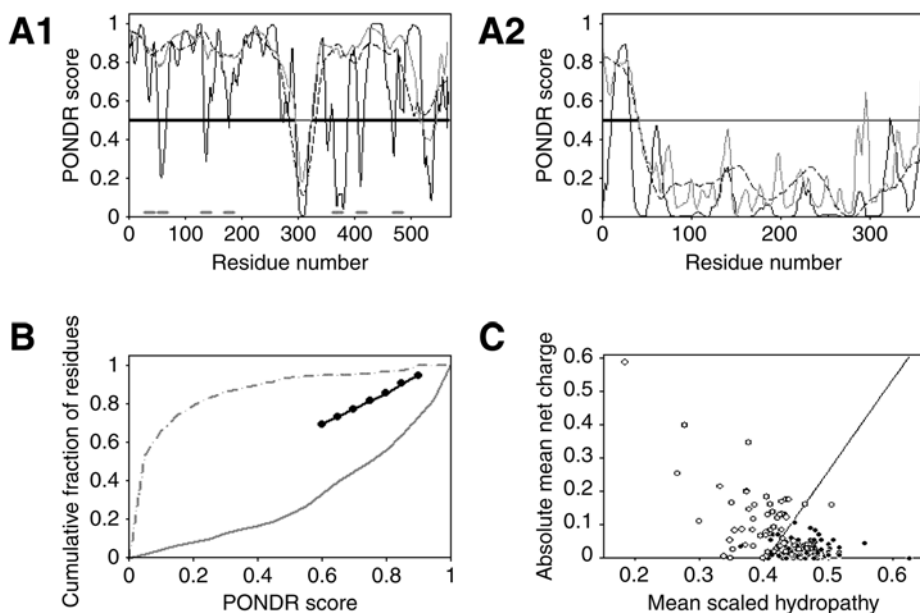 A1
PONDR score
1
0.8
0.6
0.4
0.2
0
0 100 200 300 400 500
Residue number
A2
PONDR score
1
0.8
0.6
0.4
0.2
0
0 100 200 300
Residue number
B
Cumulative fraction of residues
1
0.8
0.6
0.4
0.2
0
0 0.2 0.4 0.6 0.8 1
PONDR score
C
Absolute mean net charge
0.6
0.5
0.4
0.3
0.2
0.1
0
0.2 0.3 0.4 0.5 0.6
Mean scaled hydropathy